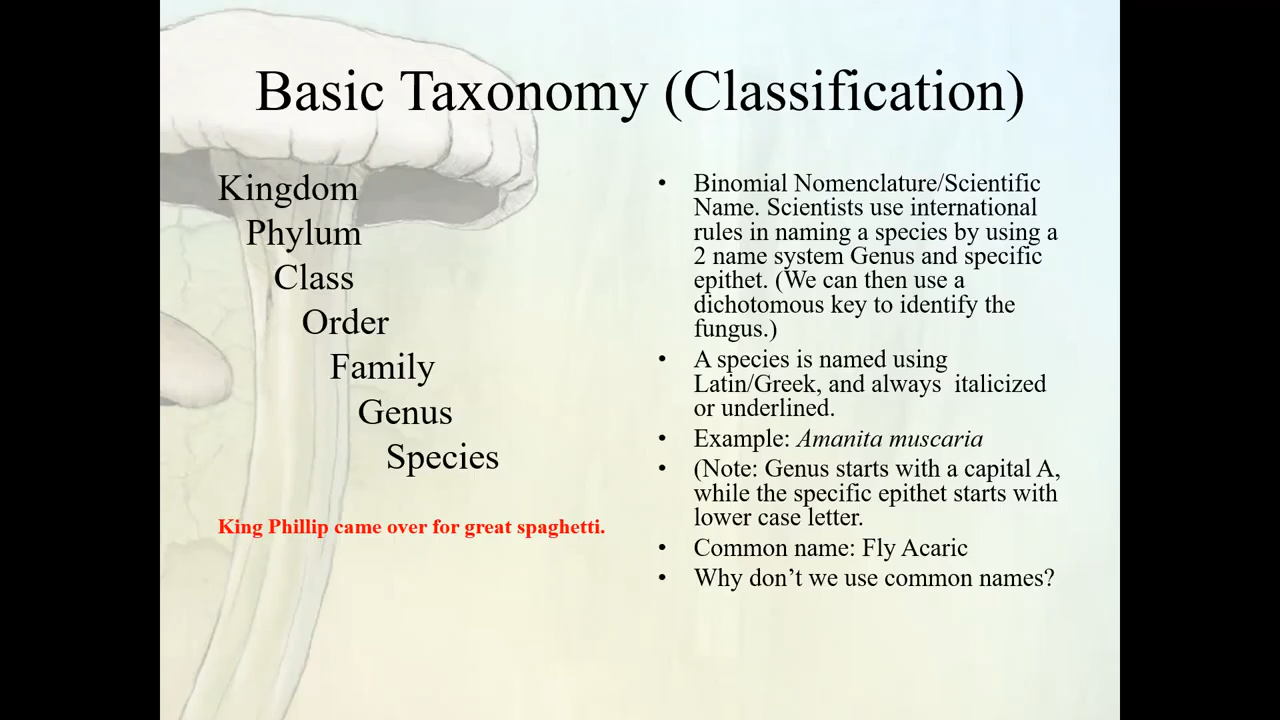 Basic Taxonomy (Classification)
Kingdom
Phylum
Class
Order
Family
Genus
Species
King Phillip came over for great spaghetti.
• Binomial Nomenclature/Scientific
Name. Scientists use international
rules in naming a species by using a
2 name system Genus and specific
epithet. (We can then use a
dichotomous key to identify the
fungus.)
• A species is named using
Latin/Greek, and always  italicized
or underlined.
• Example: Amanita muscaria
• (Note: Genus starts with a capital A,
while the specific epithet starts with
lower case letter.
• Common name: Fly Acaric
• Why don’t we use common names?